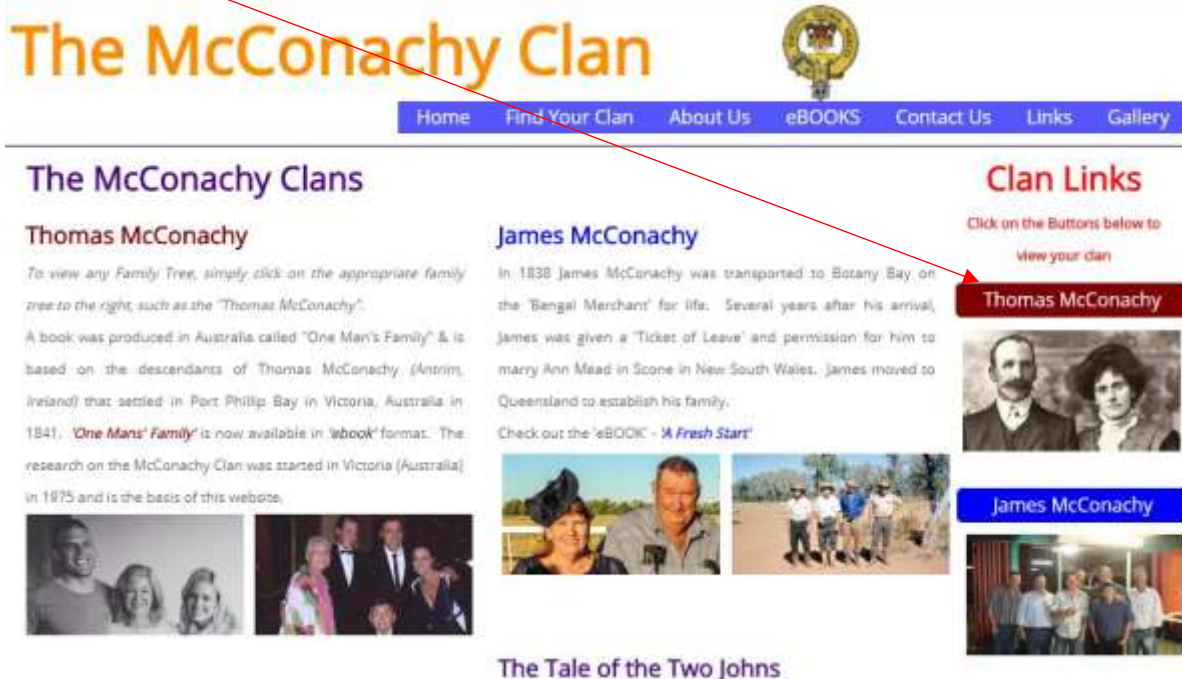 The McConachy Clan
Home Find Your Clan About Us eBOOKS Contact Us Links Gallery
The McConachy Clans
Thomas McConachy
To view any Family Tree, simply click on the appropriate family
tree to the right, such as the "Thomas McConachy".
A book was produced in Australia called "One Man's Family" & is
based on the descendants of Thomas McConachy (Antrim,
Ireland) that settled in Port Phillip Bay in Victoria, Australia in
1841. 'One Mans' Family' is now available in 'ebook' format. The
research on the McConachy Clan was started in Victoria (Australia)
in 1975 and is the basis of this website.
James McConachy
In 1838 James McConachy was transported to Botany Bay on
the 'Bengal Merchant' for life. Several years after his arrival,
James was given a 'Ticket of Leave' and permission for him to
marry Ann Mead in Scone in New South Wales. James moved to
Queensland to establish his family.
Check out the 'eBOOK' - 'A Fresh Start'
The Tale of the Two Johns
Clan Links
Click on the Buttons below to
view your clan
Thomas McConachy
James McConachy